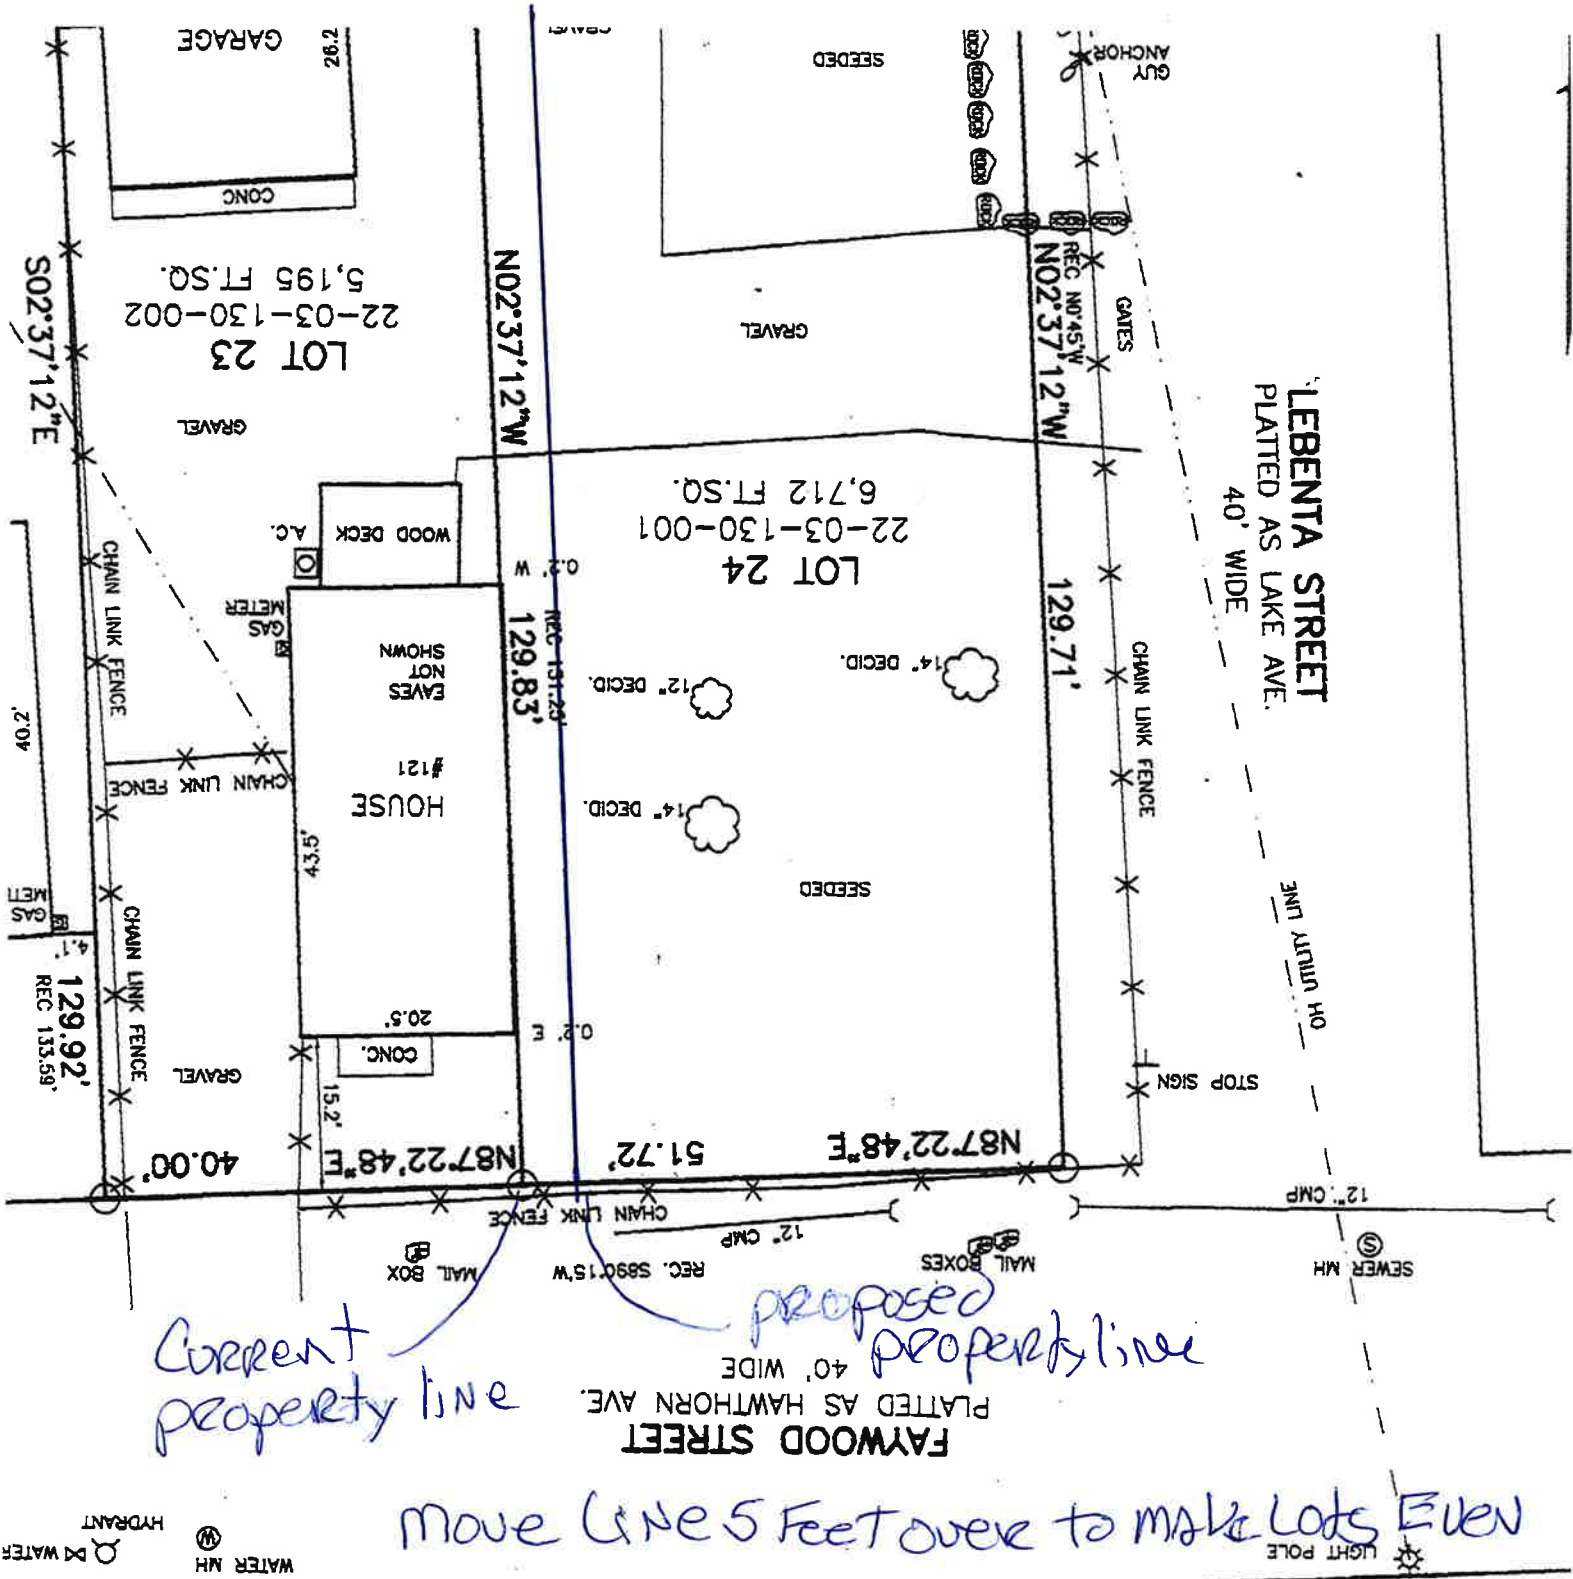 GARAGE
26.2
GRAVEL
SEEDED
ROCK
ROCK
ROCK
ROCK
ROCK
GUY
ANCHOR
CONC
S02°37'12"E
LOT 23
22-03-130-002
5,195 FT.SQ.
N02°37'12"W
GRAVEL
REC N0°45'W
N02°37'12"W
GATES
GRAVEL
LEBENTA STREET
PLATTED AS LAKE AVE.
40' WIDE
LOT 24
22-03-130-001
6,712 FT.SQ.
WOOD DECK
A.C.
0.2' W
CHAIN LINK FENCE
GAS
METER
EAVES
NOT
SHOWN
REC 131.25'
129.83'
12" DECID.
14" DECID.
129.71'
CHAIN LINK FENCE
40.2'
CHAIN LINK FENCE
HOUSE
#121
14" DECID.
43.5'
SEEDED
GAS
CHAIN LINK FENCE
4.1'
129.92'
REC 133.59'
20.5'
0.2' E
CONC.
OH UTILITY LINE
GRAVEL
15.2'
STOP SIGN
40.00'
N87°22'48"E
51.72'
N87°22'48"E
CHAIN LINK FENCE
12" CMP
12" CMP
MAIL BOX
REC. S89°15'W
MAIL BOXES
SEWER MH
S
Current
property line
proposed
property line
FAYWOOD STREET
PLATTED AS HAWTHORN AVE.
40' WIDE
HYDRANT
WATER
W
WATER MH
Move Line 5 Feet over to make Lots Even
LIGHT POLE